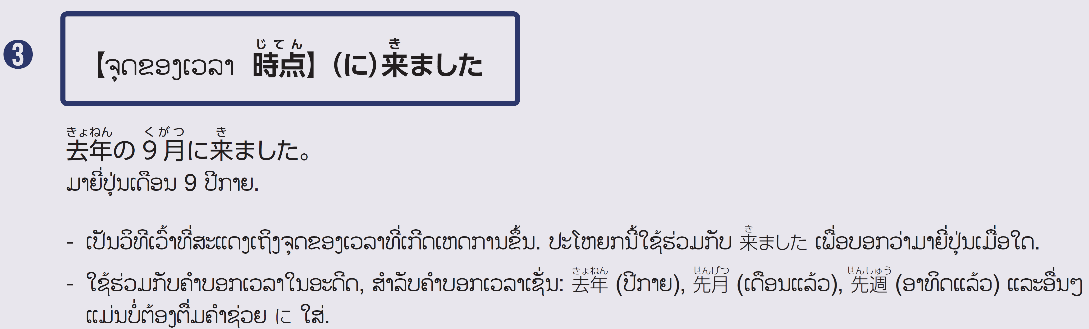 ❸ 【ຈຸດຂອງເວລາ 時点】(に)来ました
去年の 9 月に来ました。
ມາຍີ່ປຸ່ນເດືອນ 9 ປີກາຍ.
- ເປັນວິທີເວົ້າທີ່ສະແດງເຖິງຈຸດຂອງເວລາທີ່ເກີດເຫດການຂຶ້ນ. ປະໂຫຍກນີ້ໃຊ້ຮ່ວມກັບ 来ました ເພື່ອບອກວ່າມາຍີ່ປຸ່ນເມື່ອໃດ.
- ໃຊ້ຮ່ວມກັບຄຳບອກເວລາໃນອະດີດ, ສຳລັບຄຳບອກເວລາເຊັ່ນ: 去年 (ປີກາຍ), 先月 (ເດືອນແລ້ວ), 先週 (ອາທິດແລ້ວ) ແລະອື່ນໆ
ແມ່ນບໍ່ຕ້ອງຕື່ມຄຳຊ່ວຍ に ໃສ່.